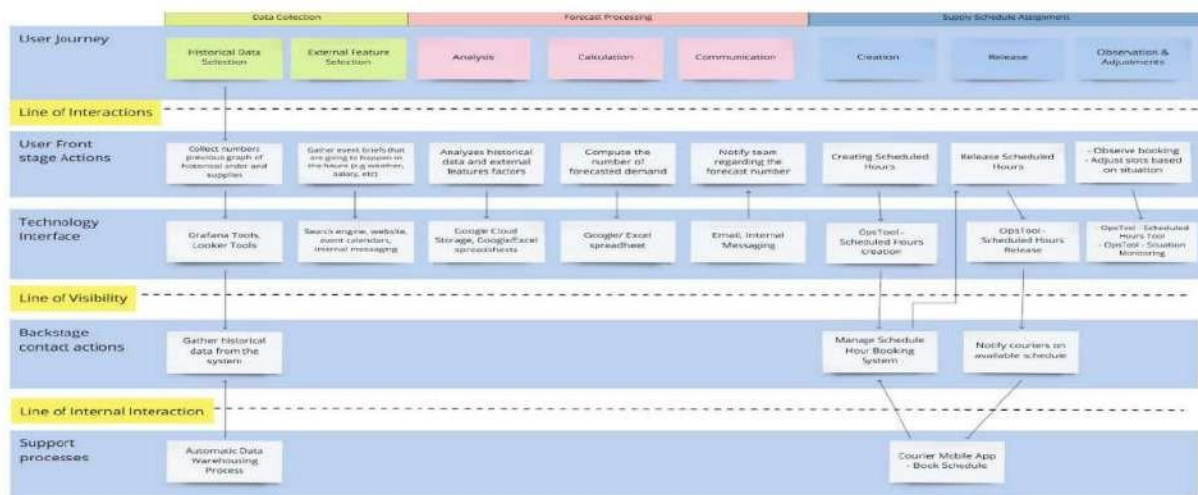 Data Collection
Forecast Processing
Supply Schedule Assignment
User Journey
Historical Data
Selection
External Feature
Selection
Analysis
Calculation
Communication
Creation
Release
Observation &
Adjustments
Line of Interactions
User Front
stage Actions
Collect numbers
previous graph of
historical order and
supplies
Gather event briefs that
are going to happen in
the future (e.g weather,
salary, etc)
Analyzes historical
data and external
features factors
Compute the
number of
forecasted demand
Notify team
regarding the
forecast number
Creating Scheduled
Hours
Release Scheduled
Hours
- Observe booking
- Adjust slots based
on situation
Technology
Interface
Grafana Tools,
Looker Tools
Search engine, website,
event calendars,
internal messaging
Google Cloud
Storage, Google/Excel
spreadsheets
Google/ Excel
spreadheet
Email, Internal
Messaging
OpsTool -
Scheduled Hours
creation
OpsTool -
Scheduled Hours
Release
- OpsTool - Scheduled
Hours Tool
- OpsTool - Situation
Monitoring
Line of Visibility
Backstage
contact actions
Gather historical
data from the
system
Manage Schedule
Hour Booking
System
Notify couriers on
available schedule
Line of Internal Interaction
Support
processes
Automatic Data
Warehousing
Process
Courier Mobile App
- Book Schedule